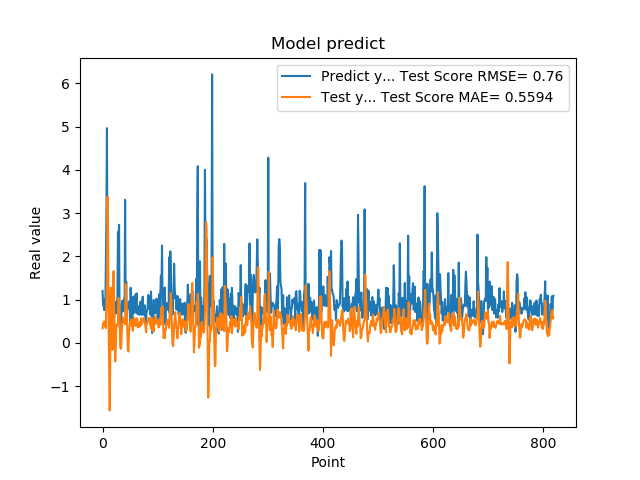 Model predict
Predict y... Test Score RMSE= 0.76
Test y... Test Score MAE= 0.5594
Real value
6
5
4
3
2
1
0
−1
0 200 400 600 800
Point